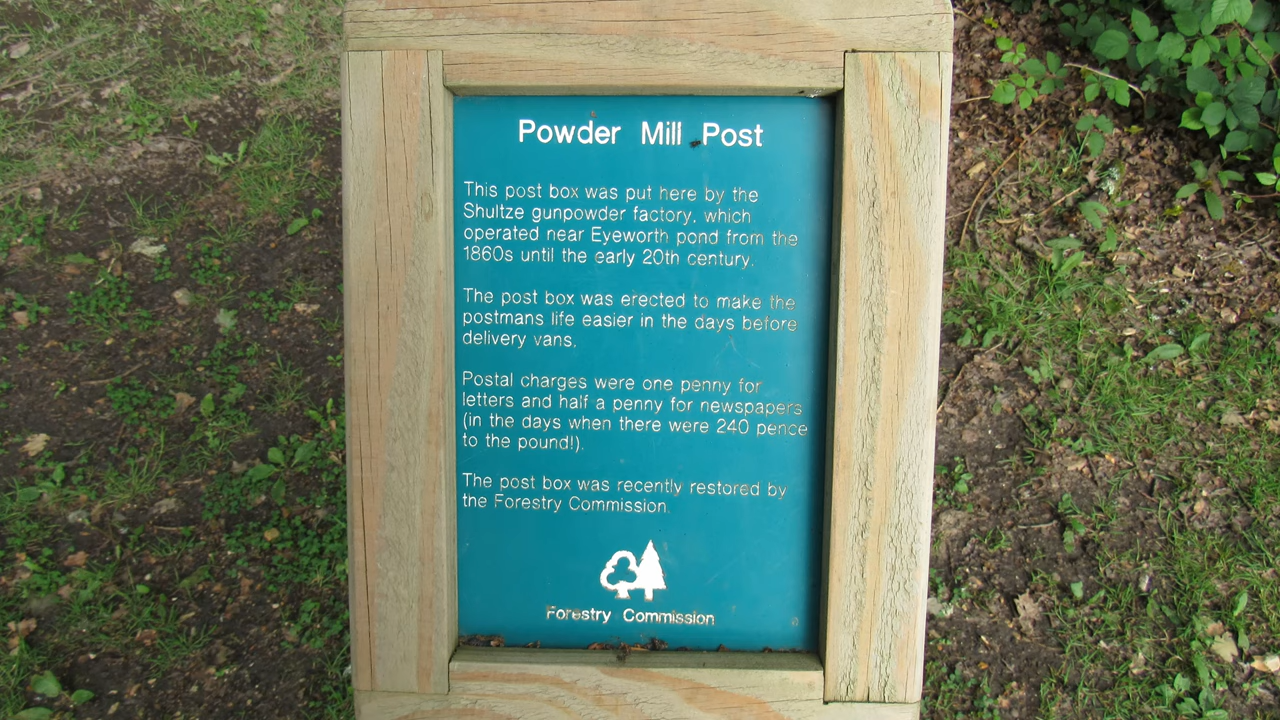 Powder Mill Post
This post box was put here by the
Shultze gunpowder factory, which
operated near Eyeworth pond from the
1860s until the early 20th century.
The post box was erected to make the
postmans life easier in the days before
delivery vans.
Postal charges were one penny for
letters and half a penny for newspapers
(in the days when there were 240 pence
to the pound!).
The post box was recently restored by
the Forestry Commission.
Forestry Commission